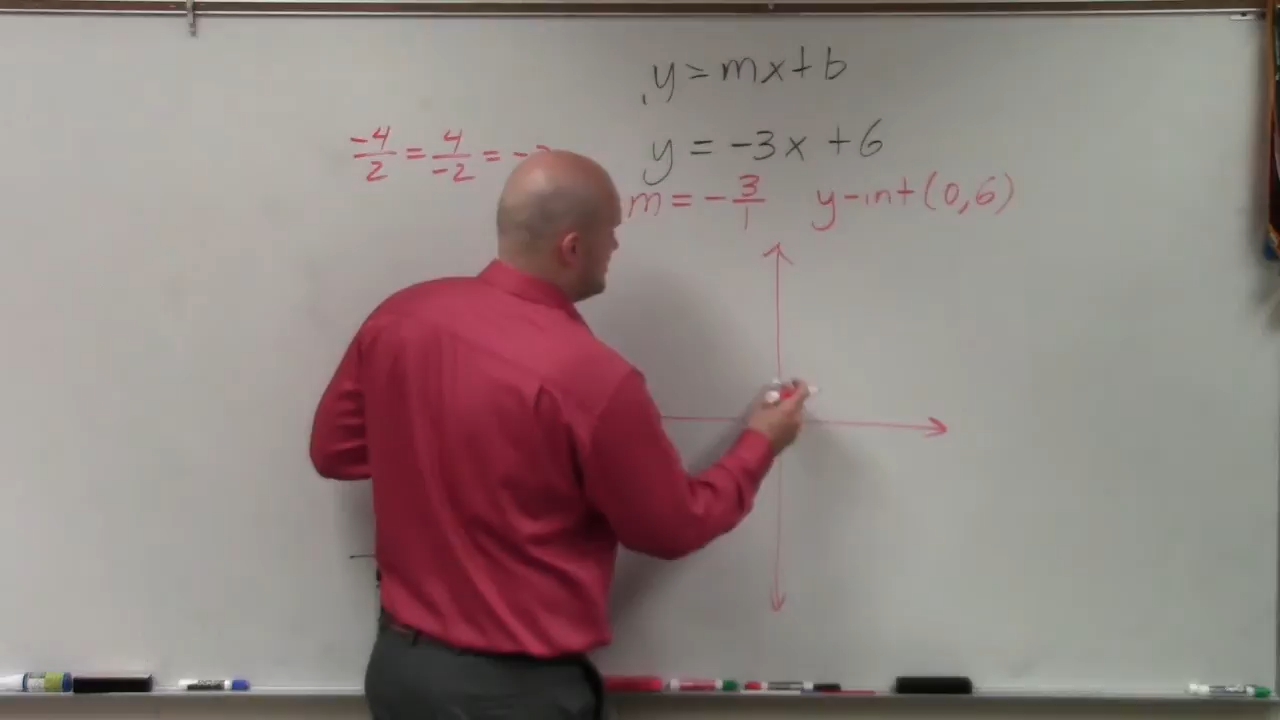 y = mx + b
-4/2 = 4/-2 = -
y = -3x + 6
m = -3/1 y-int (0,6)